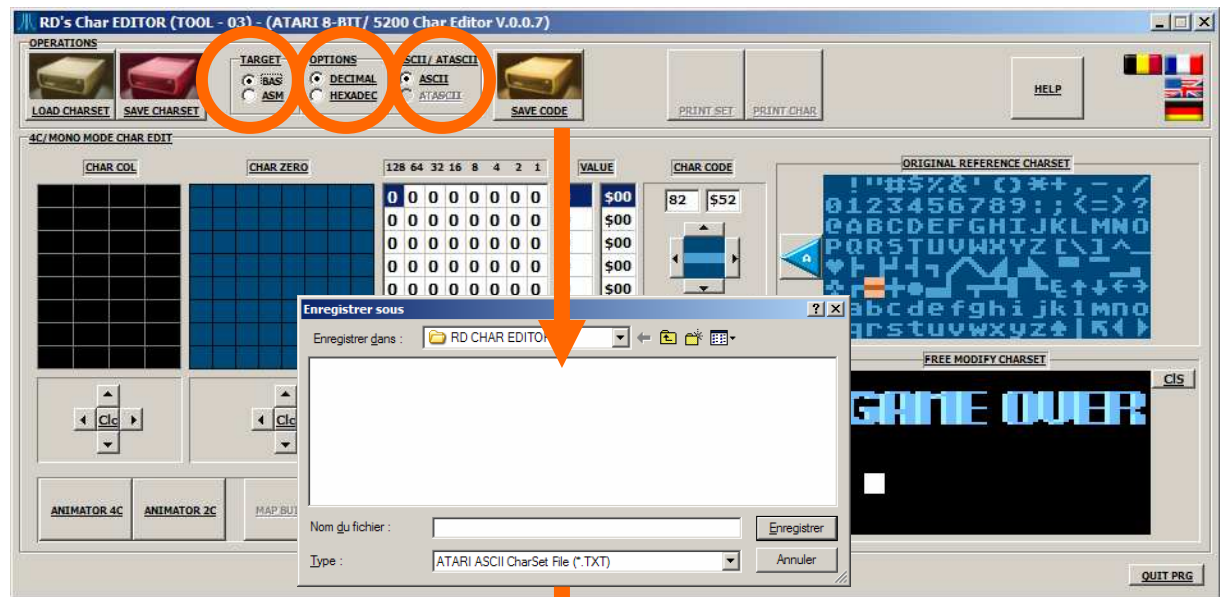 RD's Char EDITOR (TOOL - 03) - (ATARI 8-BIT/ 5200 Char Editor V.0.0.7)
OPERATIONS
TARGET OPTIONS ASCII/ ATASCII
BAS DECIMAL ASCII
ASM HEXADEC ATASCII
LOAD CHARSET SAVE CHARSET SAVE CODE PRINT SET PRINT CHAR HELP
4C/MONO MODE CHAR EDIT
CHAR COL CHAR ZERO 128 64 32 16 8 4 2 1 VALUE CHAR CODE ORIGINAL REFERENCE CHARSET
0 0 0 0 0 0 0 0 $00 82 $52
0 0 0 0 0 0 0 0 $00
0 0 0 0 0 0 0 0 $00
0 0 0 0 0 0 0 0 $00
0 0 0 0 0 0 0 0 $00
A
!"#$%&'()*+,-./
0123456789:;<=>?
@ABCDEFGHIJKLMNO
PQRSTUVWXYZ[\]^_
abcdefghijklmno
qrstuvwxyz
Enregistrer sous
Enregistrer dans : RD CHAR EDITOR
FREE MODIFY CHARSET
ClS
GAME OVER
Clc Clc
ANIMATOR 4C ANIMATOR 2C MAP BUI
Nom du fichier : Enregistrer
Type : ATARI ASCII CharSet File (*.TXT) Annuler
QUIT PRG